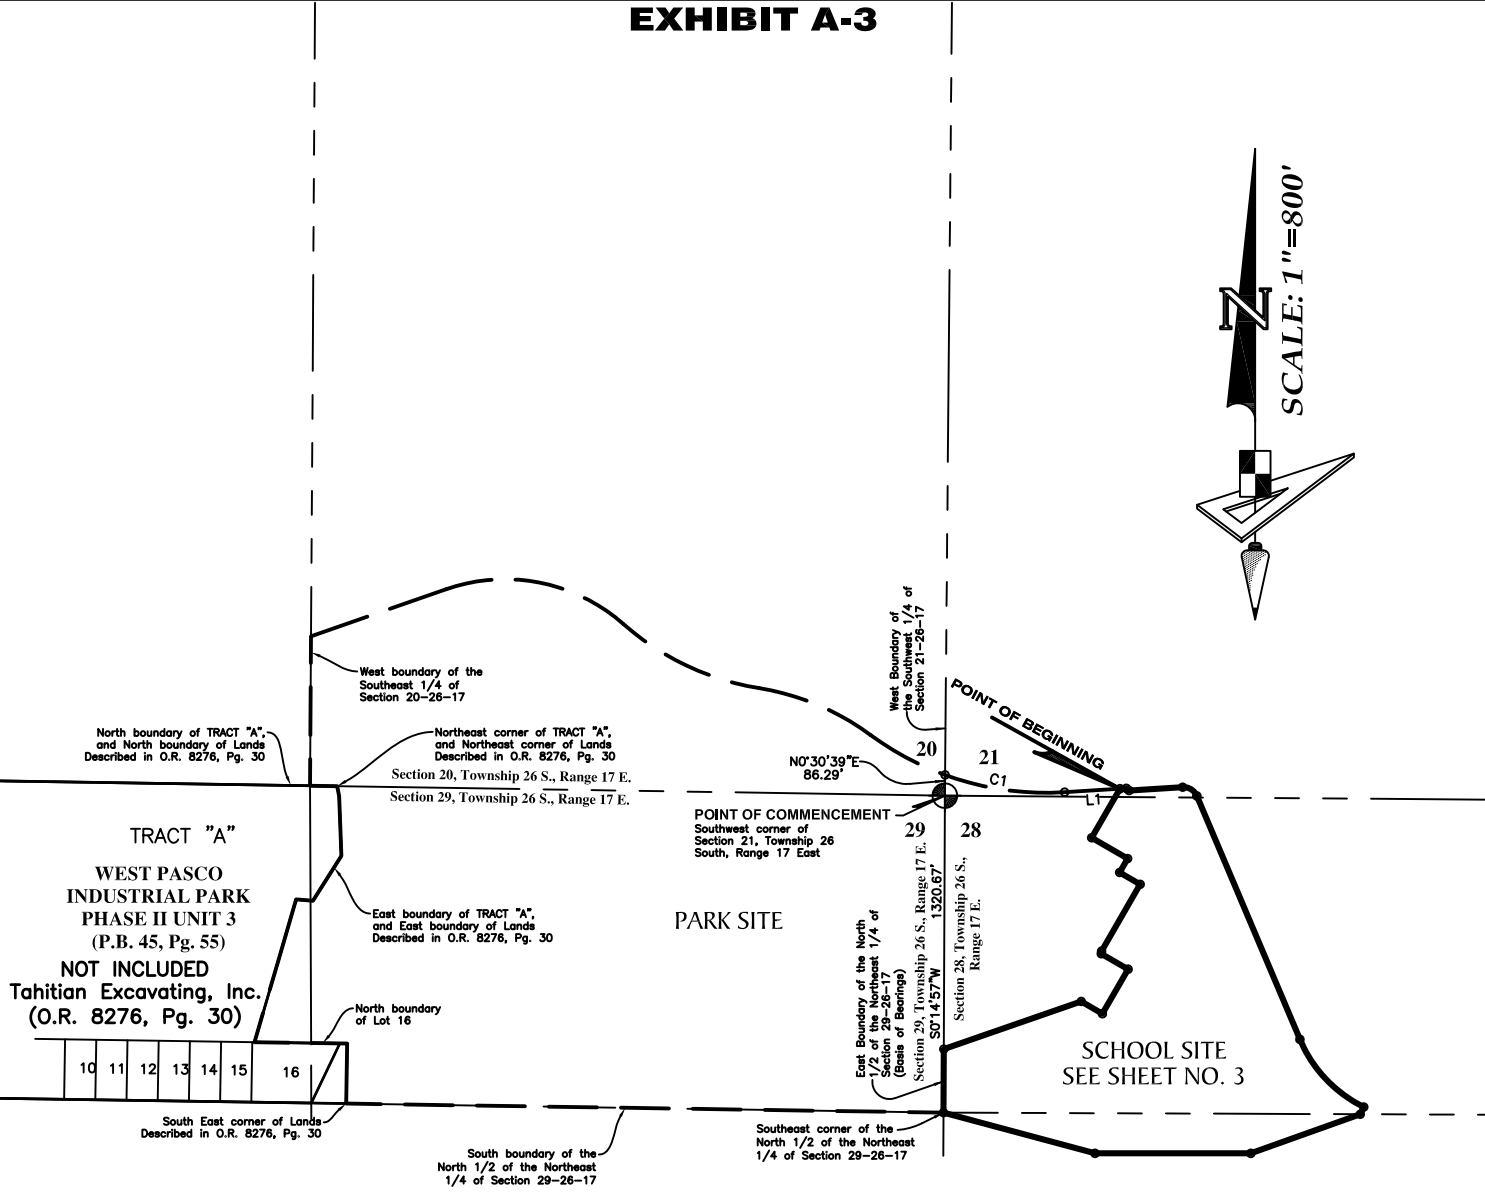 EXHIBIT A-3
N
SCALE: 1"=800'
West boundary of the
Southeast 1/4 of
Section 20-26-17
West Boundary of
the Southwest 1/4 of
Section 21-26-17
POINT OF BEGINNING
North boundary of TRACT "A",
and North boundary of Lands
Described in O.R. 8276, Pg. 30
Northeast corner of TRACT "A",
and Northeast corner of Lands
Described in O.R. 8276, Pg. 30
Section 20, Township 26 S., Range 17 E.
Section 29, Township 26 S., Range 17 E.
20
21
N0°30'39"E
86.29'
C1
L1
POINT OF COMMENCEMENT
Southwest corner of
Section 21, Township 26
South, Range 17 East
29
28
TRACT "A"
WEST PASCO
INDUSTRIAL PARK
PHASE II UNIT 3
(P.B. 45, Pg. 55)
NOT INCLUDED
Tahitian Excavating, Inc.
(O.R. 8276, Pg. 30)
East boundary of TRACT "A",
and East boundary of Lands
Described in O.R. 8276, Pg. 30
PARK SITE
East Boundary of the North
1/2 of the Northeast 1/4 of
Section 29-26-17
(Basis of Bearings)
Section 29, Township 26 S., Range 17 E.
S0°14'57"W 1320.67'
Section 28, Township 26 S.,
Range 17 E.
North boundary
of Lot 16
10
11
12
13
14
15
16
SCHOOL SITE
SEE SHEET NO. 3
South East corner of Lands
Described in O.R. 8276, Pg. 30
South boundary of the
North 1/2 of the Northeast
1/4 of Section 29-26-17
Southeast corner of the
North 1/2 of the Northeast
1/4 of Section 29-26-17